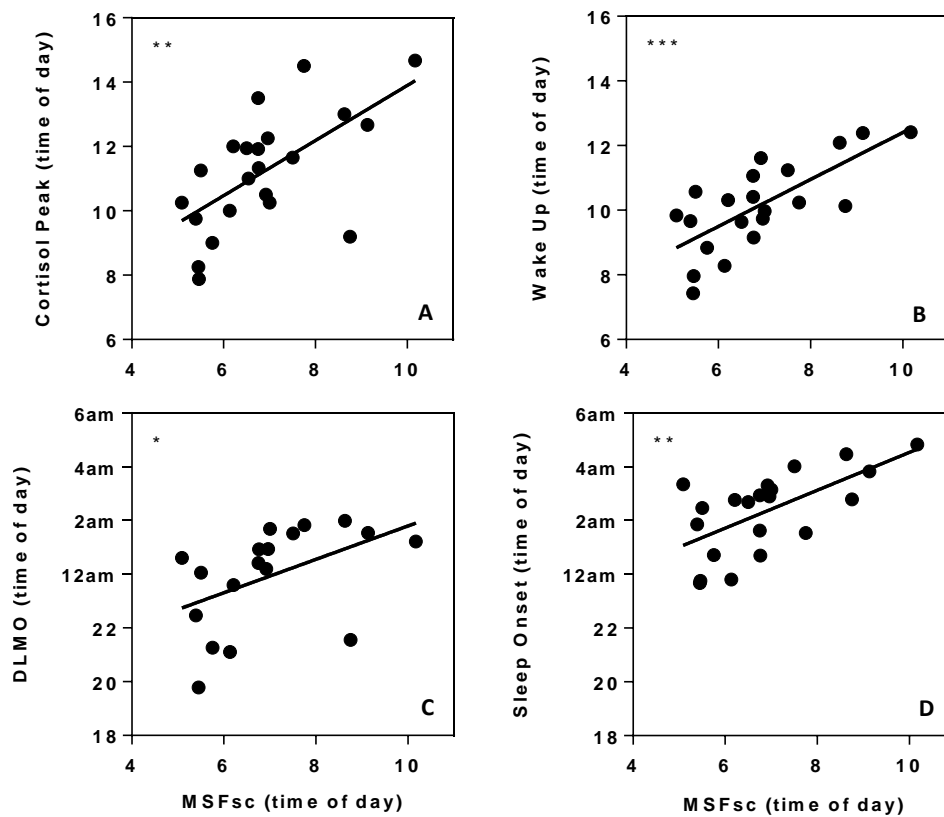 Cortisol Peak (time of day)
16
14
12
10
8
6
**
A
4 6 8 10
Wake Up (time of day)
16
14
12
10
8
6
***
B
4 6 8 10
DLMO (time of day)
6am
4am
2am
12am
22
20
18
*
C
4 6 8 10
MSFsc (time of day)
Sleep Onset (time of day)
6am
4am
2am
12am
22
20
18
**
D
4 6 8 10
MSFsc (time of day)